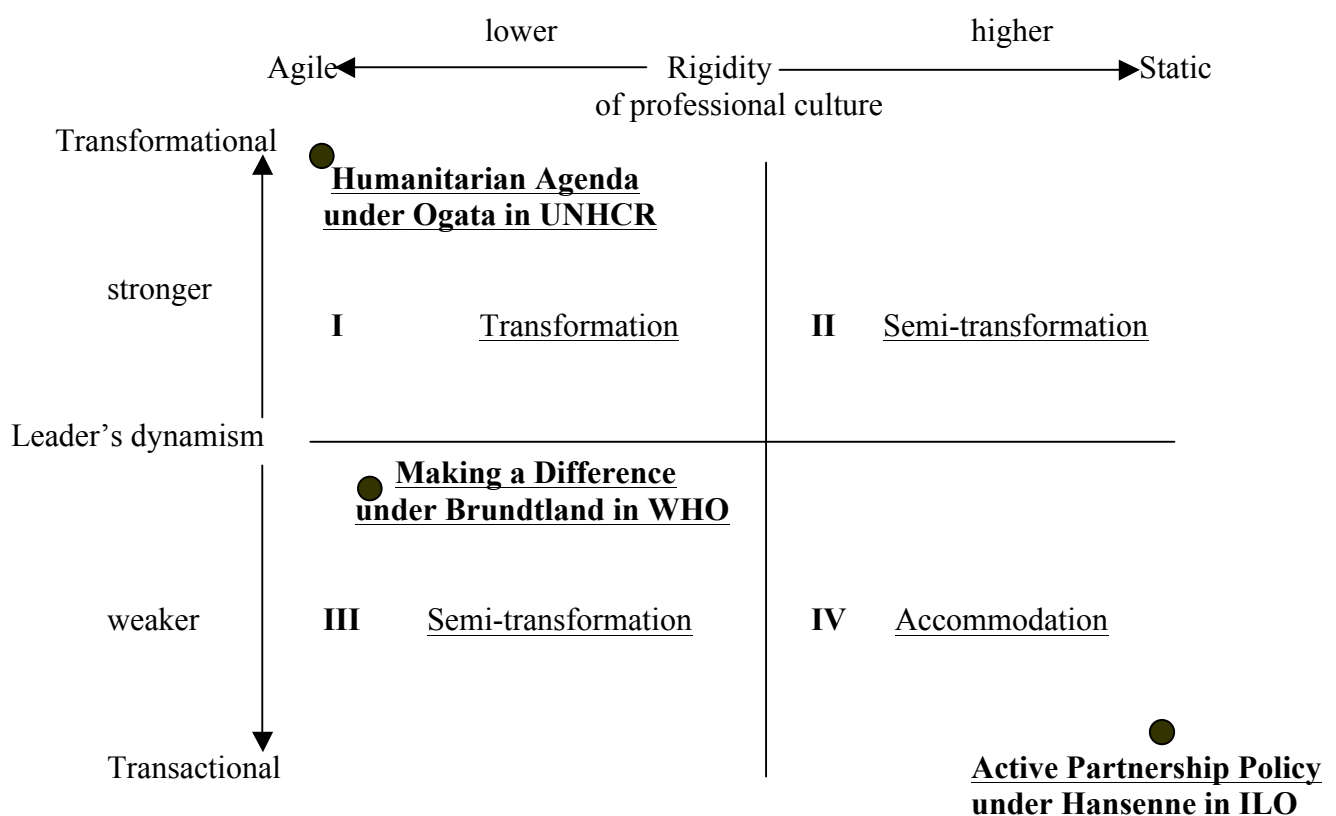 lower higher
Agile Rigidity Static
of professional culture
Transformational
Humanitarian Agenda
under Ogata in UNHCR
stronger
I Transformation II Semi-transformation
Leader’s dynamism
Making a Difference
under Brundtland in WHO
weaker III Semi-transformation IV Accommodation
Transactional
Active Partnership Policy
under Hansenne in ILO